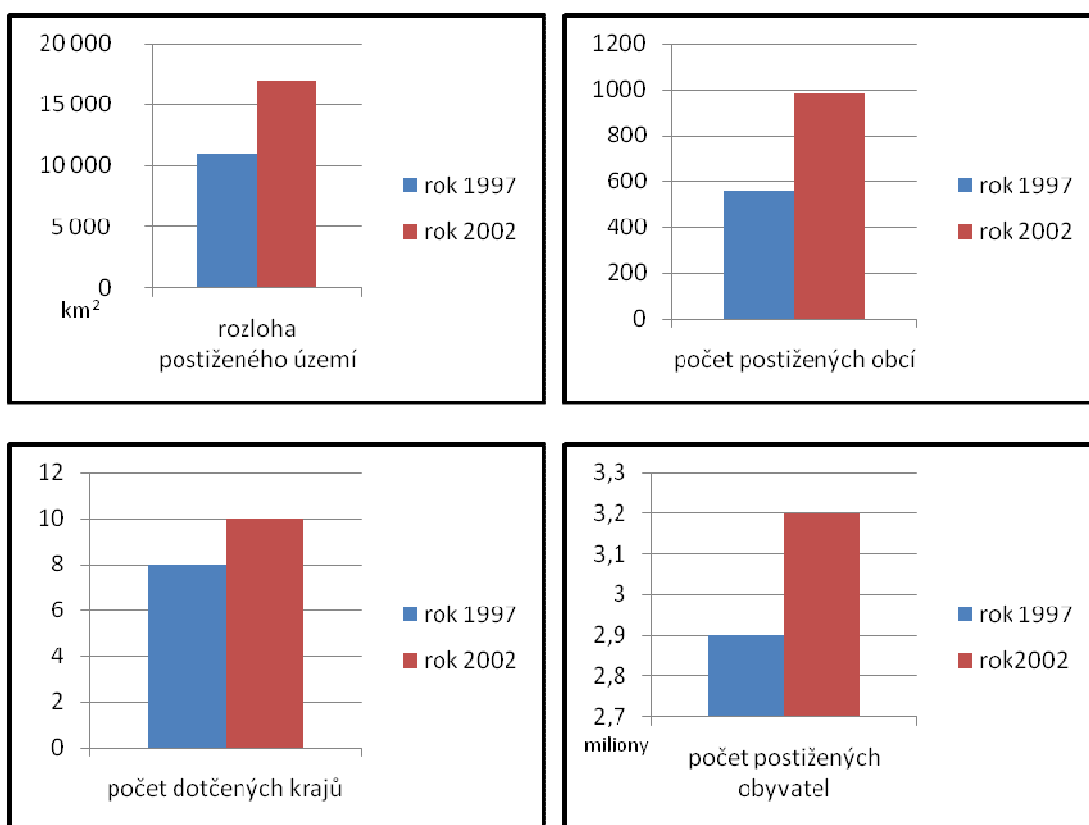 20 000
15 000
10 000
5 000
0
km²
rozloha
postiženého území
rok 1997
rok 2002
1200
1000
800
600
400
200
0
počet postižených obcí
rok 1997
rok 2002
12
10
8
6
4
2
0
počet dotčených krajů
rok 1997
rok 2002
3,3
3,2
3,1
3
2,9
2,8
2,7
miliony
počet postižených
obyvatel
rok 1997
rok2002